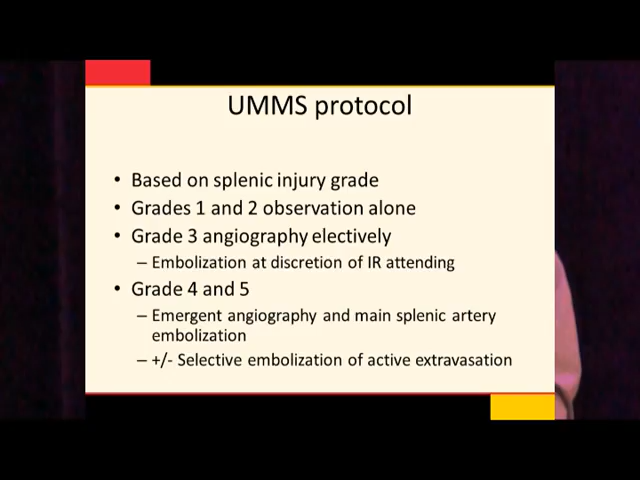 UMMS protocol
• Based on splenic injury grade
• Grades 1 and 2 observation alone
• Grade 3 angiography electively
– Embolization at discretion of IR attending
• Grade 4 and 5
– Emergent angiography and main splenic artery
embolization
– +/- Selective embolization of active extravasation